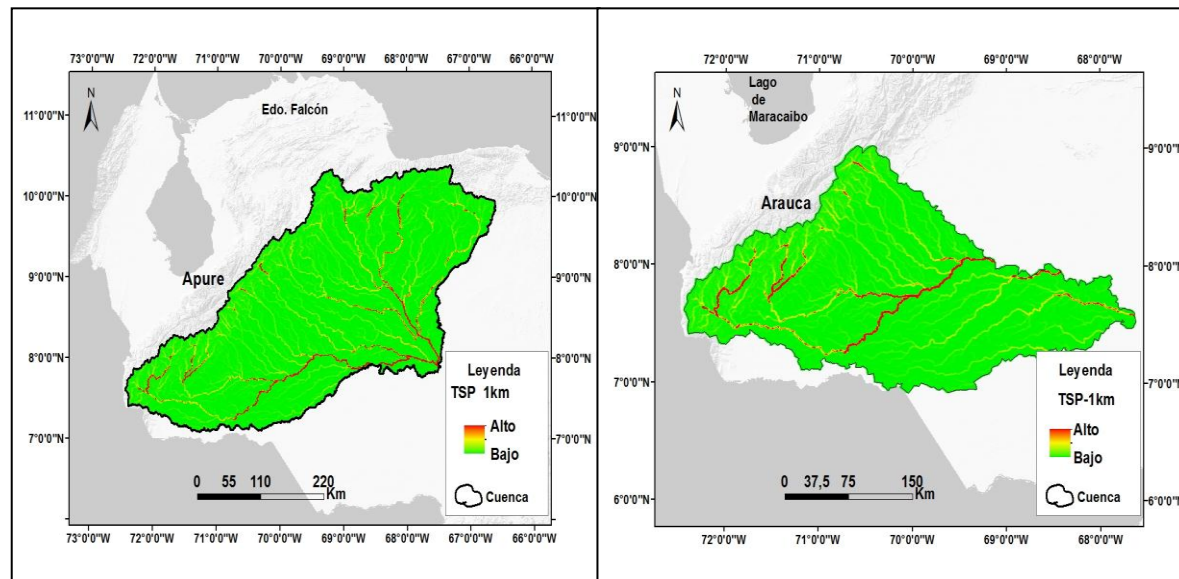 73°0'0"W 72°0'0"W 71°0'0"W 70°0'0"W 69°0'0"W 68°0'0"W 67°0'0"W
N
Edo. Falcón
11°0'0"N 11°0'0"N
10°0'0"N 10°0'0"N
9°0'0"N 9°0'0"N
Apure
8°0'0"N 8°0'0"N
7°0'0"N 7°0'0"N
Leyenda
TSP 1km
Alto
Bajo
Cuenca
0 55 110 220
Km
73°0'0"W 72°0'0"W 71°0'0"W 70°0'0"W 69°0'0"W 68°0'0"W 67°0'0"W 66°0'0"W
72°0'0"W 71°0'0"W 70°0'0"W 69°0'0"W 68°0'0"W
N
Lago
de
Maracaibo
9°0'0"N 9°0'0"N
Arauca
8°0'0"N 8°0'0"N
7°0'0"N 7°0'0"N
6°0'0"N 6°0'0"N
Leyenda
TSP-1km
Alto
Bajo
Cuenca
0 37,5 75 150
Km
72°0'0"W 71°0'0"W 70°0'0"W 69°0'0"W 68°0'0"W